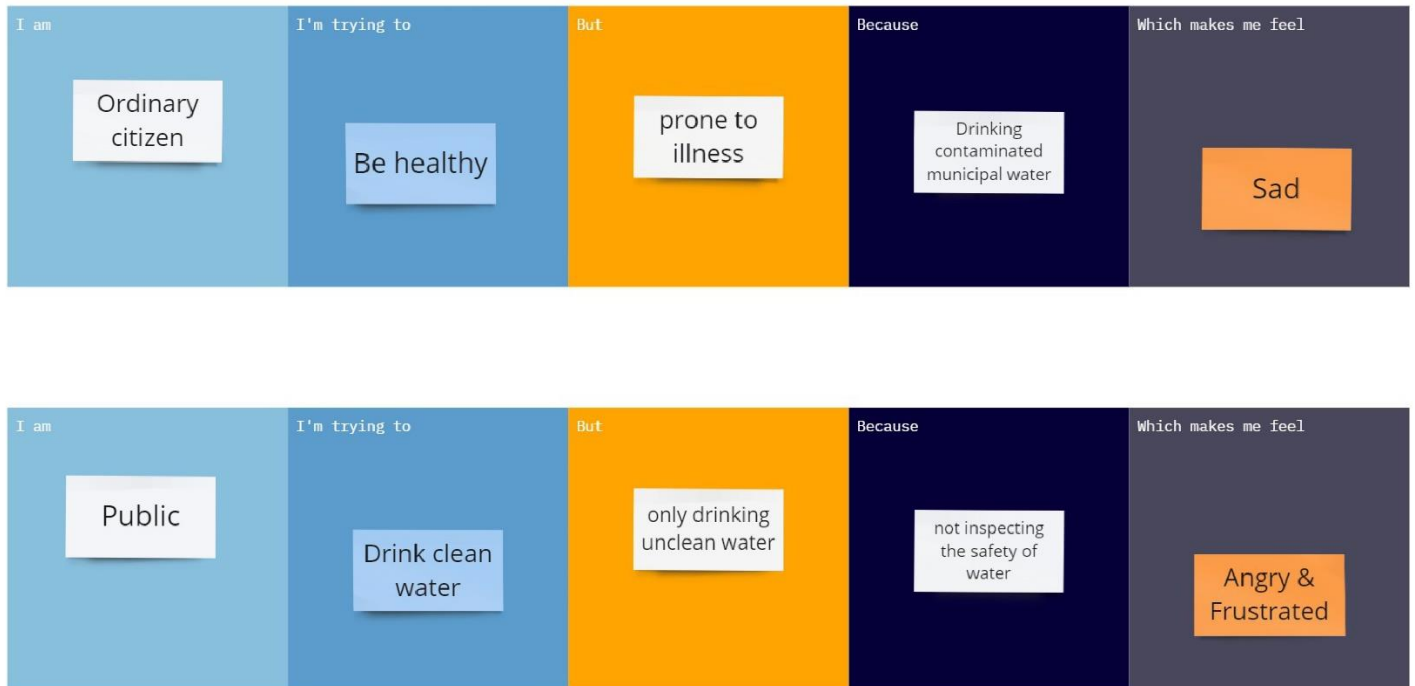 I am
I'm trying to
But
Because
Which makes me feel
Ordinary
citizen
Be healthy
prone to
illness
Drinking
contaminated
municipal water
Sad
I am
I'm trying to
But
Because
Which makes me feel
Public
Drink clean
water
only drinking
unclean water
not inspecting
the safety of
water
Angry &
Frustrated